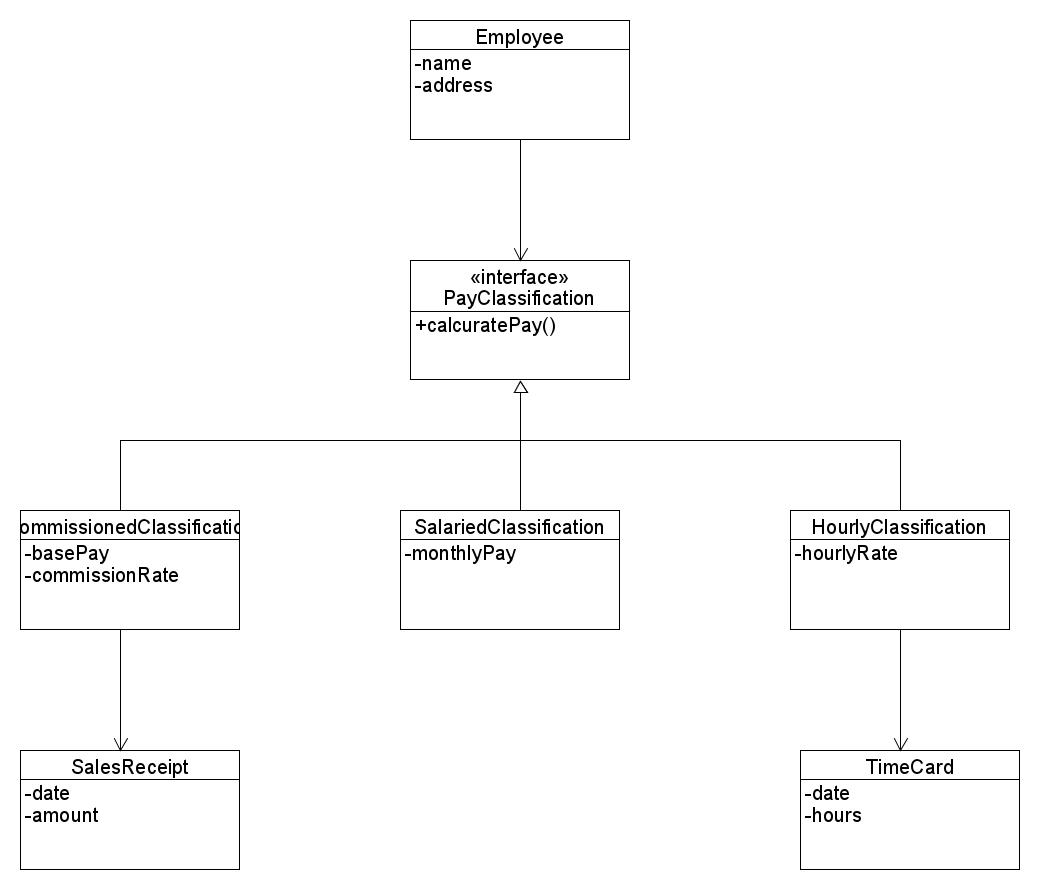 Employee
-name
-address
«interface»
PayClassification
+calcuratePay()
ommissionedClassificatio
-basePay
-commissionRate
SalariedClassification
-monthlyPay
HourlyClassification
-hourlyRate
SalesReceipt
-date
-amount
TimeCard
-date
-hours